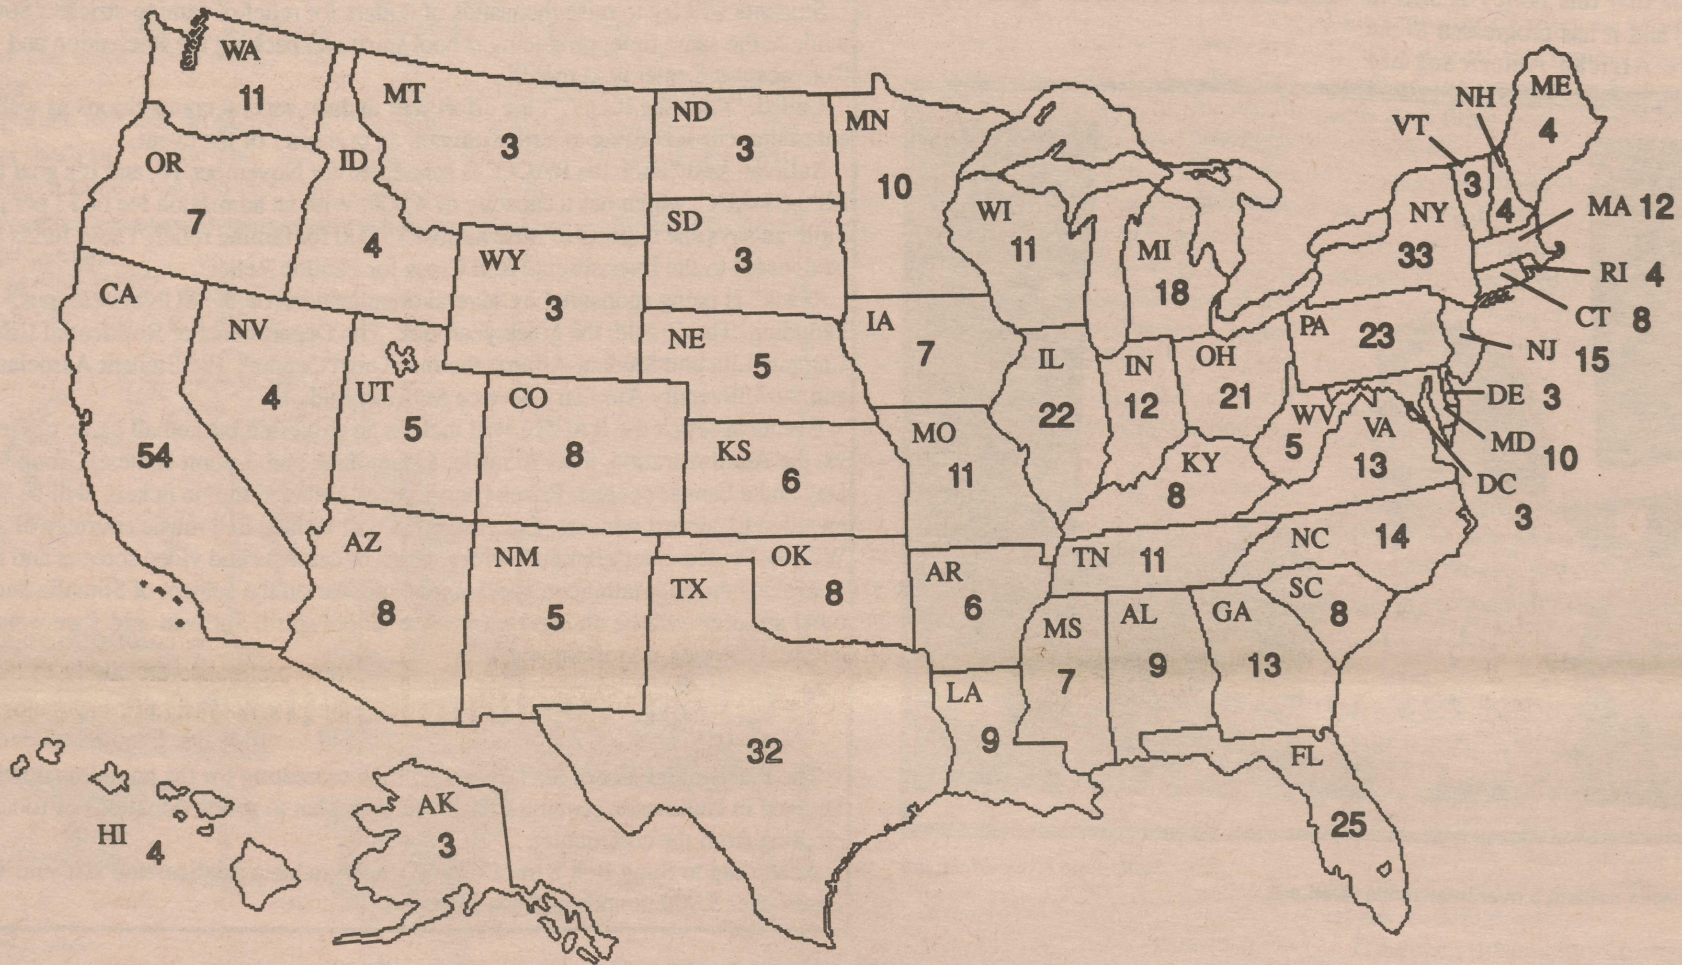 WA
11
MT
3
ND
3
MN
10
OR
7
ID
4
SD
3
WY
3
WI
11
MI
18
NH
VT
ME
4
3
4
NY
33
MA 12
RI 4
CT 8
CA
54
NV
4
UT
5
NE
5
IA
7
IL
22
IN
12
OH
21
PA
23
NJ 15
DE 3
MD 10
DC
3
CO
8
KS
6
MO
11
KY
8
WV
5
VA
13
AZ
8
NM
5
TX
32
OK
8
AR
6
TN 11
NC 14
SC
8
MS
7
AL
9
GA
13
LA
9
FL
25
HI
4
AK
3